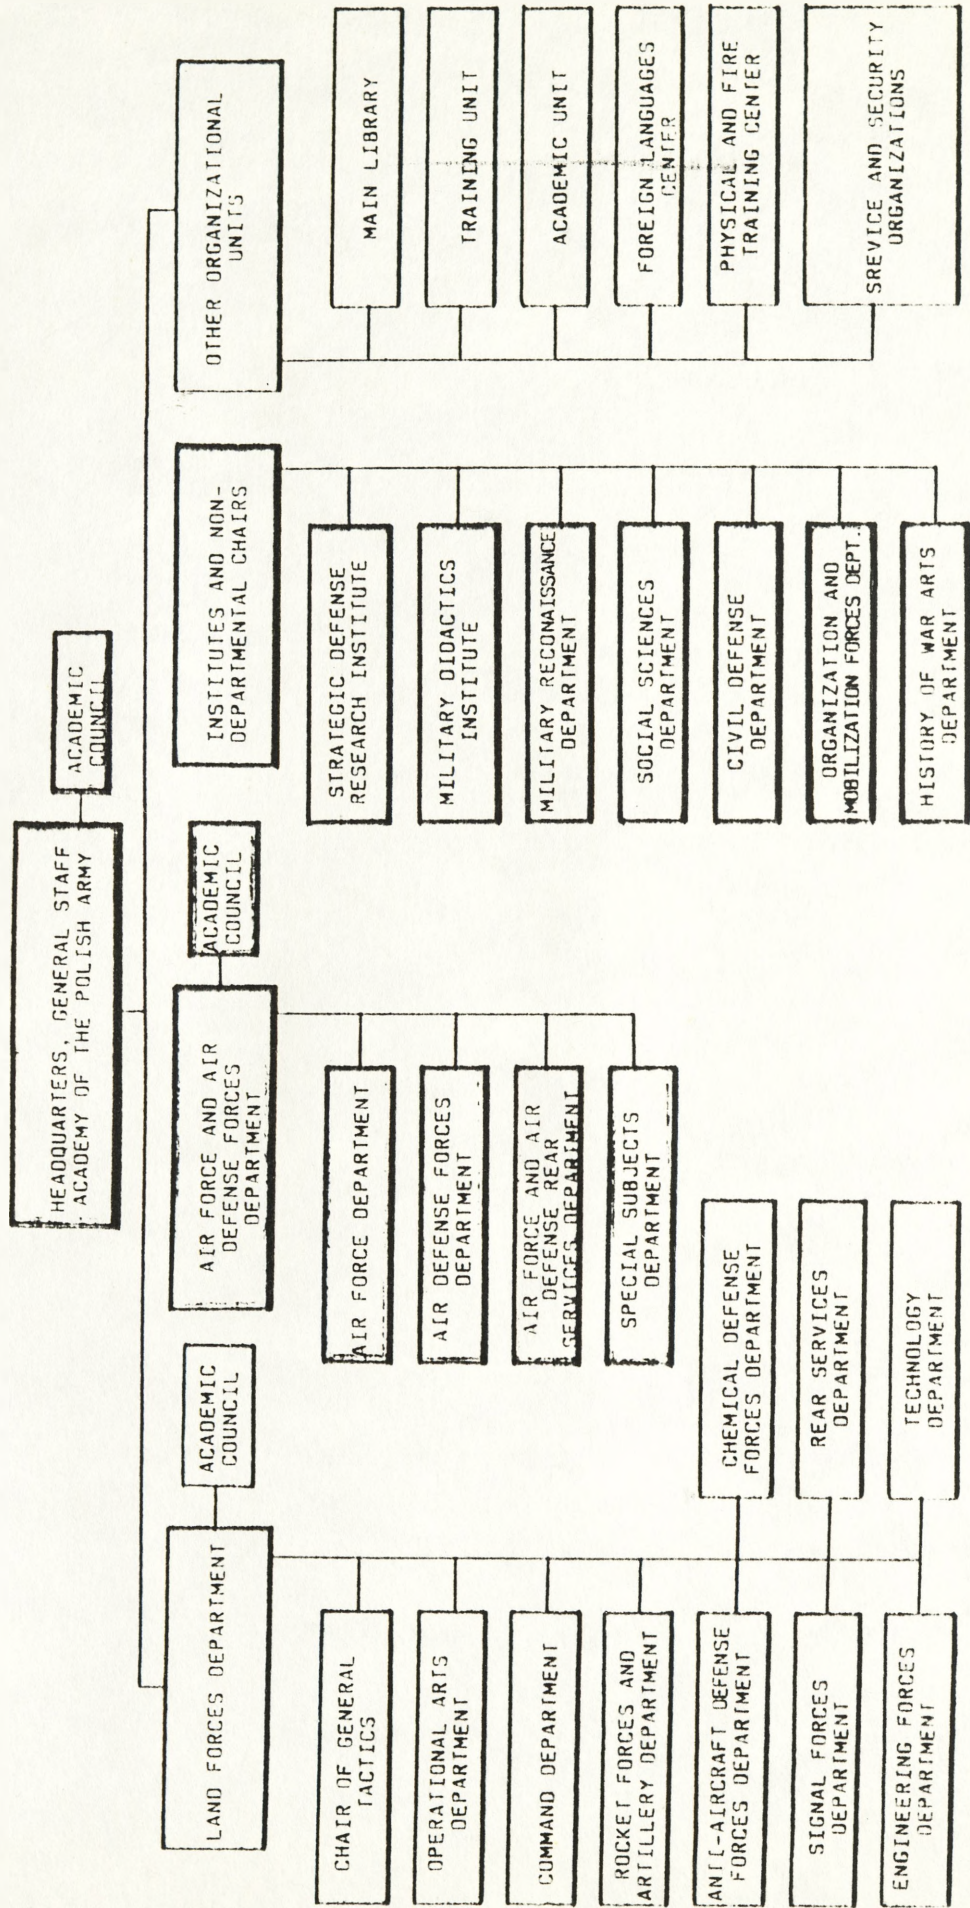 HEADQUARTERS, GENERAL STAFF
ACADEMY OF THE POLISH ARMY
ACADEMIC
COUNCIL
LAND FORCES DEPARTMENT
ACADEMIC
COUNCIL
AIR FORCE AND AIR
DEFENSE FORCES
DEPARTMENT
ACADEMIC
COUNCIL
INSTITUTES AND NON-
DEPARTMENTAL CHAIRS
OTHER ORGANIZATIONAL
UNITS
CHAIR OF GENERAL
TACTICS
OPERATIONAL ARTS
DEPARTMENT
COMMAND DEPARTMENT
ROCKET FORCES AND
ARTILLERY DEPARTMENT
ANTI-AIRCRAFT DEFENSE
FORCES DEPARTMENT
SIGNAL FORCES
DEPARTMENT
ENGINEERING FORCES
DEPARTMENT
CHEMICAL DEFENSE
FORCES DEPARTMENT
REAR SERVICES
DEPARTMENT
TECHNOLOGY
DEPARTMENT
AIR FORCE DEPARTMENT
AIR DEFENSE FORCES
DEPARTMENT
AIR FORCE AND AIR
DEFENSE REAR
SERVICES DEPARTMENT
SPECIAL SUBJECTS
DEPARTMENT
STRATEGIC DEFENSE
RESEARCH INSTITUTE
MILITARY DIDACTICS
INSTITUTE
MILITARY RECONAISSANCE
DEPARTMENT
SOCIAL SCIENCES
DEPARTMENT
CIVIL DEFENSE
DEPARTMENT
ORGANIZATION AND
MOBILIZATION FORCES DEPT.
HISTORY OF WAR ARTS
DEPARTMENT
MAIN LIBRARY
TRAINING UNIT
ACADEMIC UNIT
FOREIGN LANGUAGES
CENTER
PHYSICAL AND FIRE
TRAINING CENTER
SREVICE AND SECURITY
ORGANIZATIONS